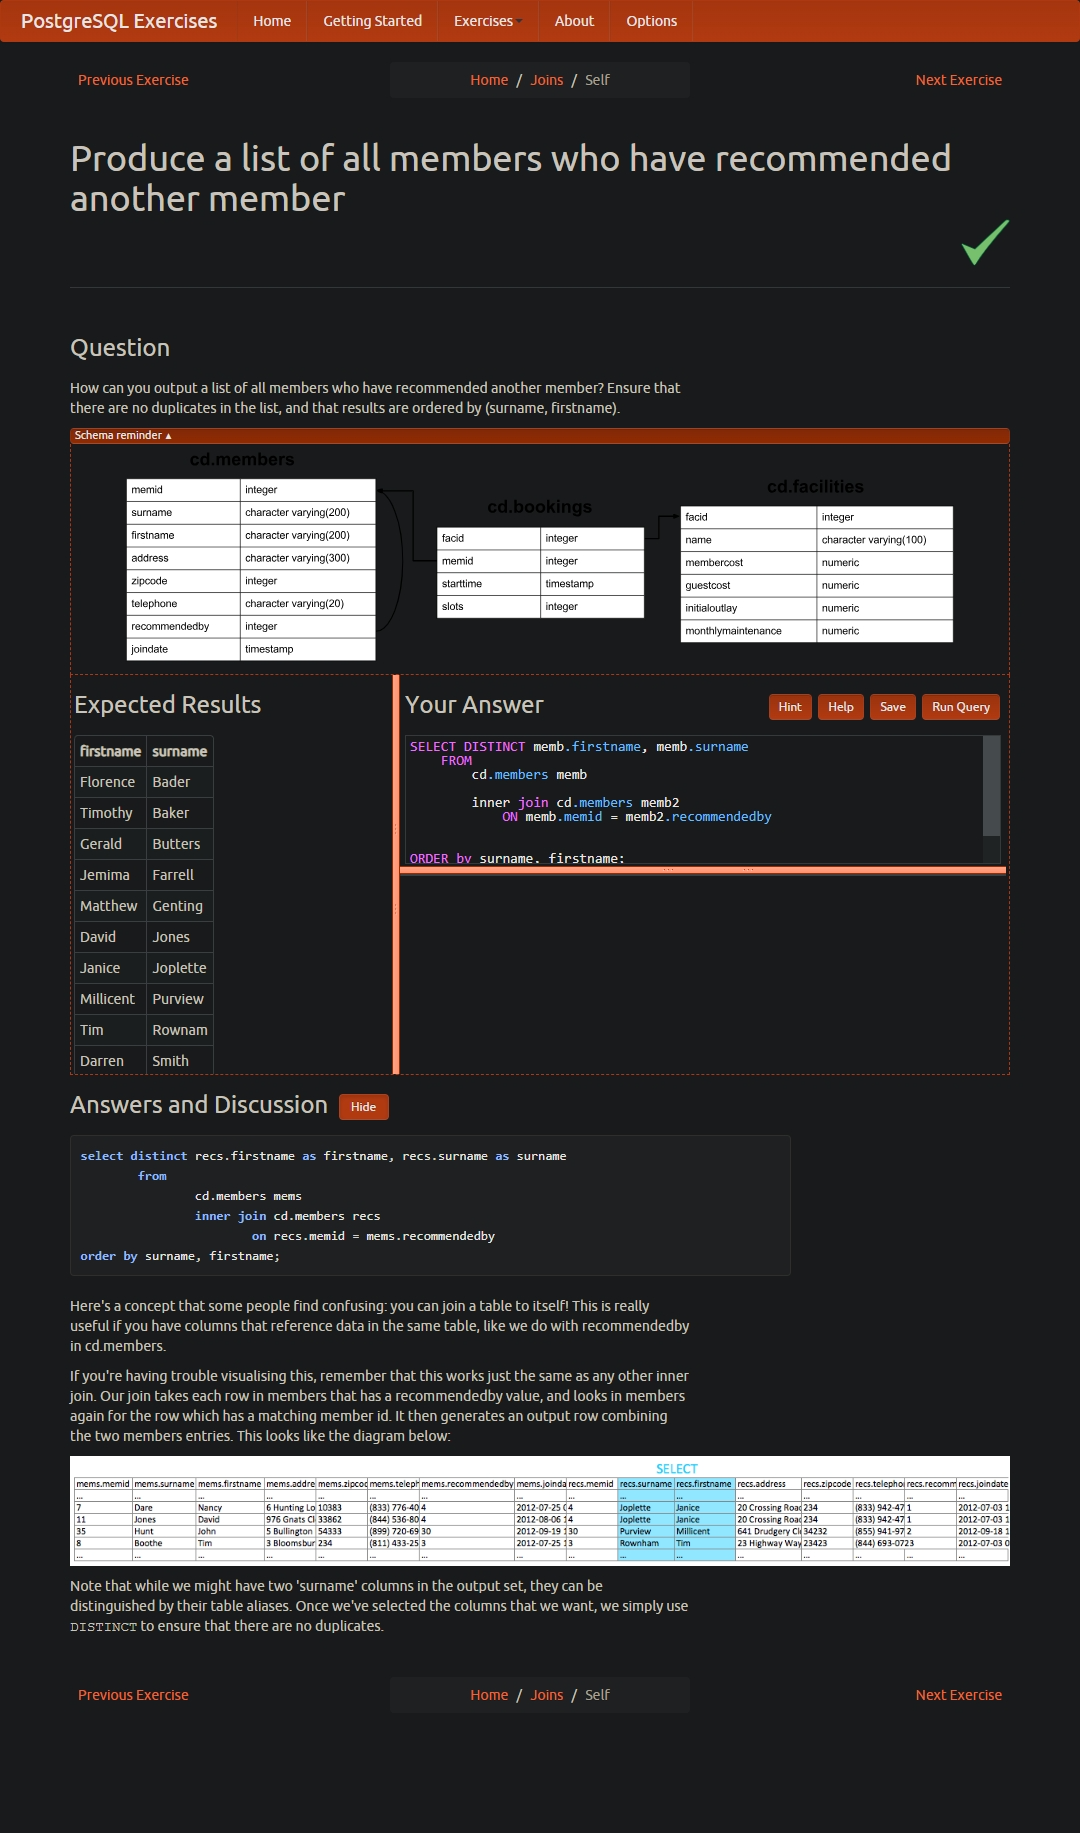 PostgreSQL Exercises Home Getting Started Exercises About Options
Previous Exercise Home / Joins / Self Next Exercise
Produce a list of all members who have recommended
another member
Question
How can you output a list of all members who have recommended another member? Ensure that
there are no duplicates in the list, and that results are ordered by (surname, firstname).
Schema reminder ▲
cd.members
memid integer
surname character varying(200)
firstname character varying(200)
address character varying(300)
zipcode integer
telephone character varying(20)
recommendedby integer
joindate timestamp
cd.bookings
facid integer
memid integer
starttime timestamp
slots integer
cd.facilities
facid integer
name character varying(100)
membercost numeric
guestcost numeric
initialoutlay numeric
monthlymaintenance numeric
Expected Results
firstname surname
Florence Bader
Timothy Baker
Gerald Butters
Jemima Farrell
Matthew Genting
David Jones
Janice Joplette
Millicent Purview
Tim Rownam
Darren Smith
Your Answer Hint Help Save Run Query
SELECT DISTINCT memb.firstname, memb.surname
FROM
cd.members memb
inner join cd.members memb2
ON memb.memid = memb2.recommendedby
ORDER by surname, firstname;
Answers and Discussion Hide
select distinct recs.firstname as firstname, recs.surname as surname
from
cd.members mems
inner join cd.members recs
on recs.memid = mems.recommendedby
order by surname, firstname;
Here's a concept that some people find confusing: you can join a table to itself! This is really
useful if you have columns that reference data in the same table, like we do with recommendedby
in cd.members.
If you're having trouble visualising this, remember that this works just the same as any other inner
join. Our join takes each row in members that has a recommendedby value, and looks in members
again for the row which has a matching member id. It then generates an output row combining
the two members entries. This looks like the diagram below:
SELECT
mems.memid mems.surname mems.firstname mems.addre mems.zipcod mems.teleph mems.recommendedby mems.joinda recs.memid recs.surname recs.firstname recs.address recs.zipcode recs.telepho recs.recomm recs.joindate
... ... ... ... ... ... ... ... ... ... ... ... ... ... ... ...
7 Dare Nancy 6 Hunting Lo 10383 (833) 776-40 4 2012-07-25 0 4 Joplette Janice 20 Crossing Road 234 (833) 942-47 1 2012-07-03 1
11 Jones David 976 Gnats Cl 33862 (844) 536-80 4 2012-08-06 1 4 Joplette Janice 20 Crossing Road 234 (833) 942-47 1 2012-07-03 1
35 Hunt John 5 Bullington 54333 (899) 720-69 30 2012-09-19 1 30 Purview Millicent 641 Drudgery Cl 34232 (855) 941-97 2 2012-09-18 1
8 Boothe Tim 3 Bloomsbur 234 (811) 433-25 3 2012-07-25 1 3 Rownham Tim 23 Highway Way 23423 (844) 693-0723 2012-07-03 0
... ... ... ... ... ... ... ... ... ... ... ... ... ... ... ...
Note that while we might have two 'surname' columns in the output set, they can be
distinguished by their table aliases. Once we've selected the columns that we want, we simply use
DISTINCT to ensure that there are no duplicates.
Previous Exercise Home / Joins / Self Next Exercise